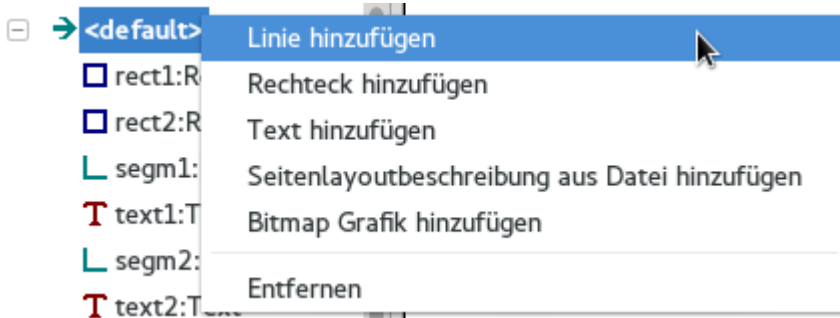 <default>
Linie hinzufügen
rect1:R
Rechteck hinzufügen
rect2:R
Text hinzufügen
segm1:
Seitenlayoutbeschreibung aus Datei hinzufügen
text1:T
Bitmap Grafik hinzufügen
segm2:
Entfernen
text2:Text